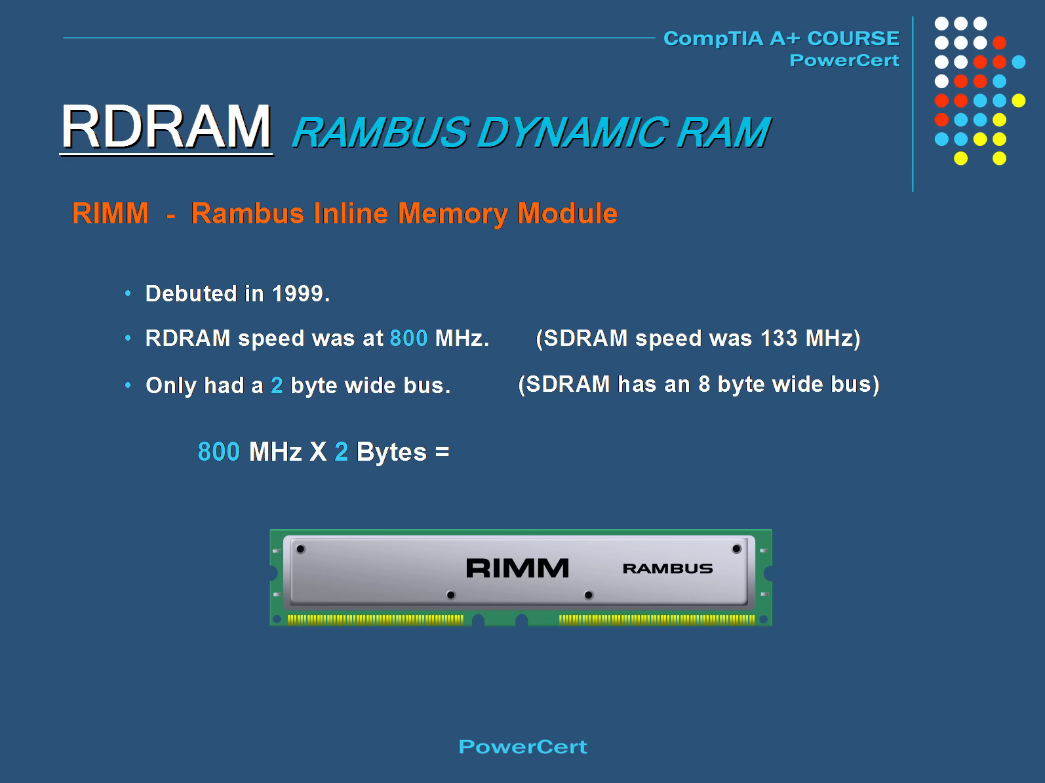 CompTIA A+ COURSE
PowerCert
RDRAM RAMBUS DYNAMIC RAM
RIMM - Rambus Inline Memory Module
• Debuted in 1999.
• RDRAM speed was at 800 MHz. (SDRAM speed was 133 MHz)
• Only had a 2 byte wide bus. (SDRAM has an 8 byte wide bus)
800 MHz X 2 Bytes =
RIMM RAMBUS
PowerCert